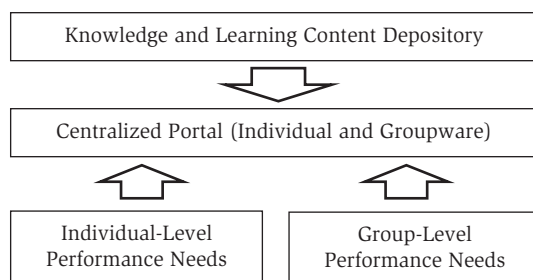 Knowledge and Learning Content Depository
Centralized Portal (Individual and Groupware)
Individual-Level
Performance Needs
Group-Level
Performance Needs